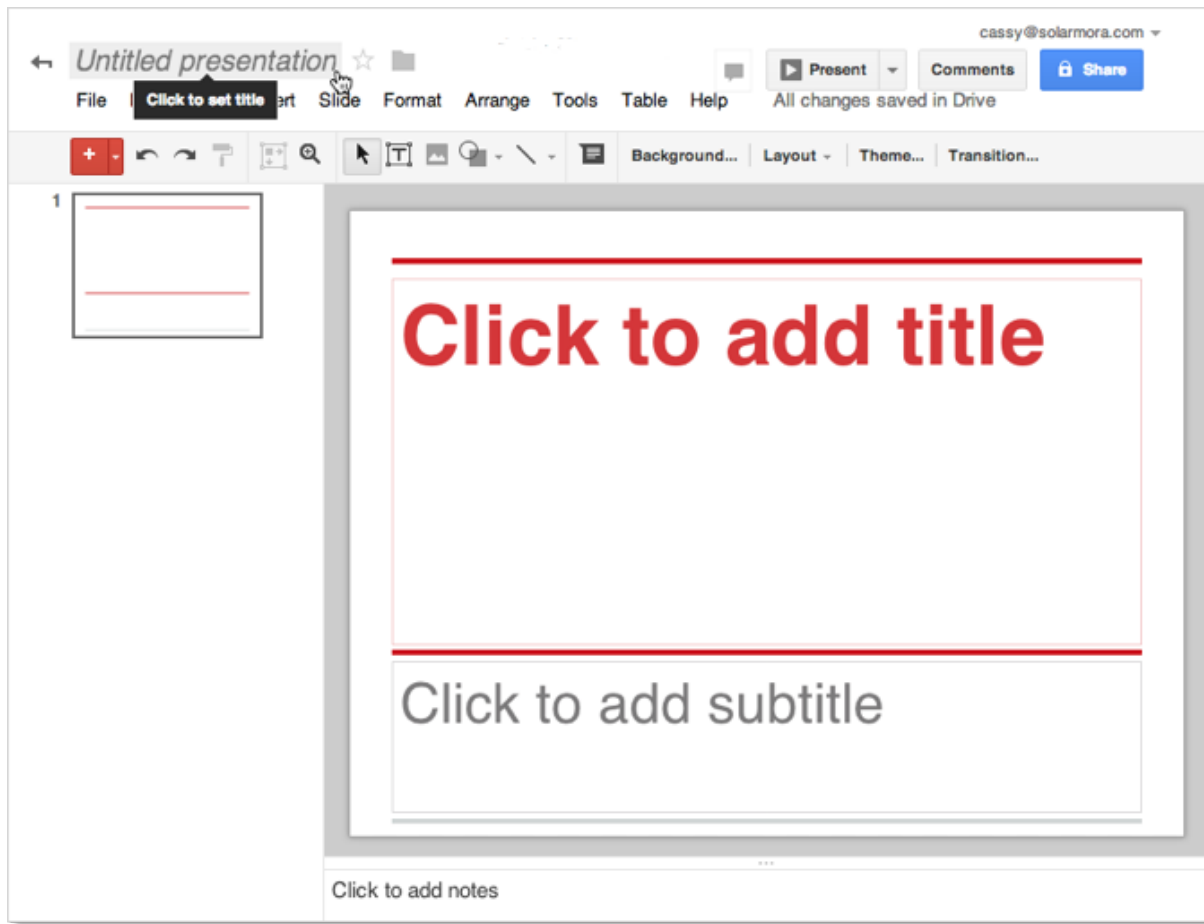 cassy@solarmora.com
Untitled presentation
Present Comments Share
File Click to set title ert Slide Format Arrange Tools Table Help All changes saved in Drive
Background... Layout Theme... Transition...
1
Click to add title
Click to add subtitle
Click to add notes